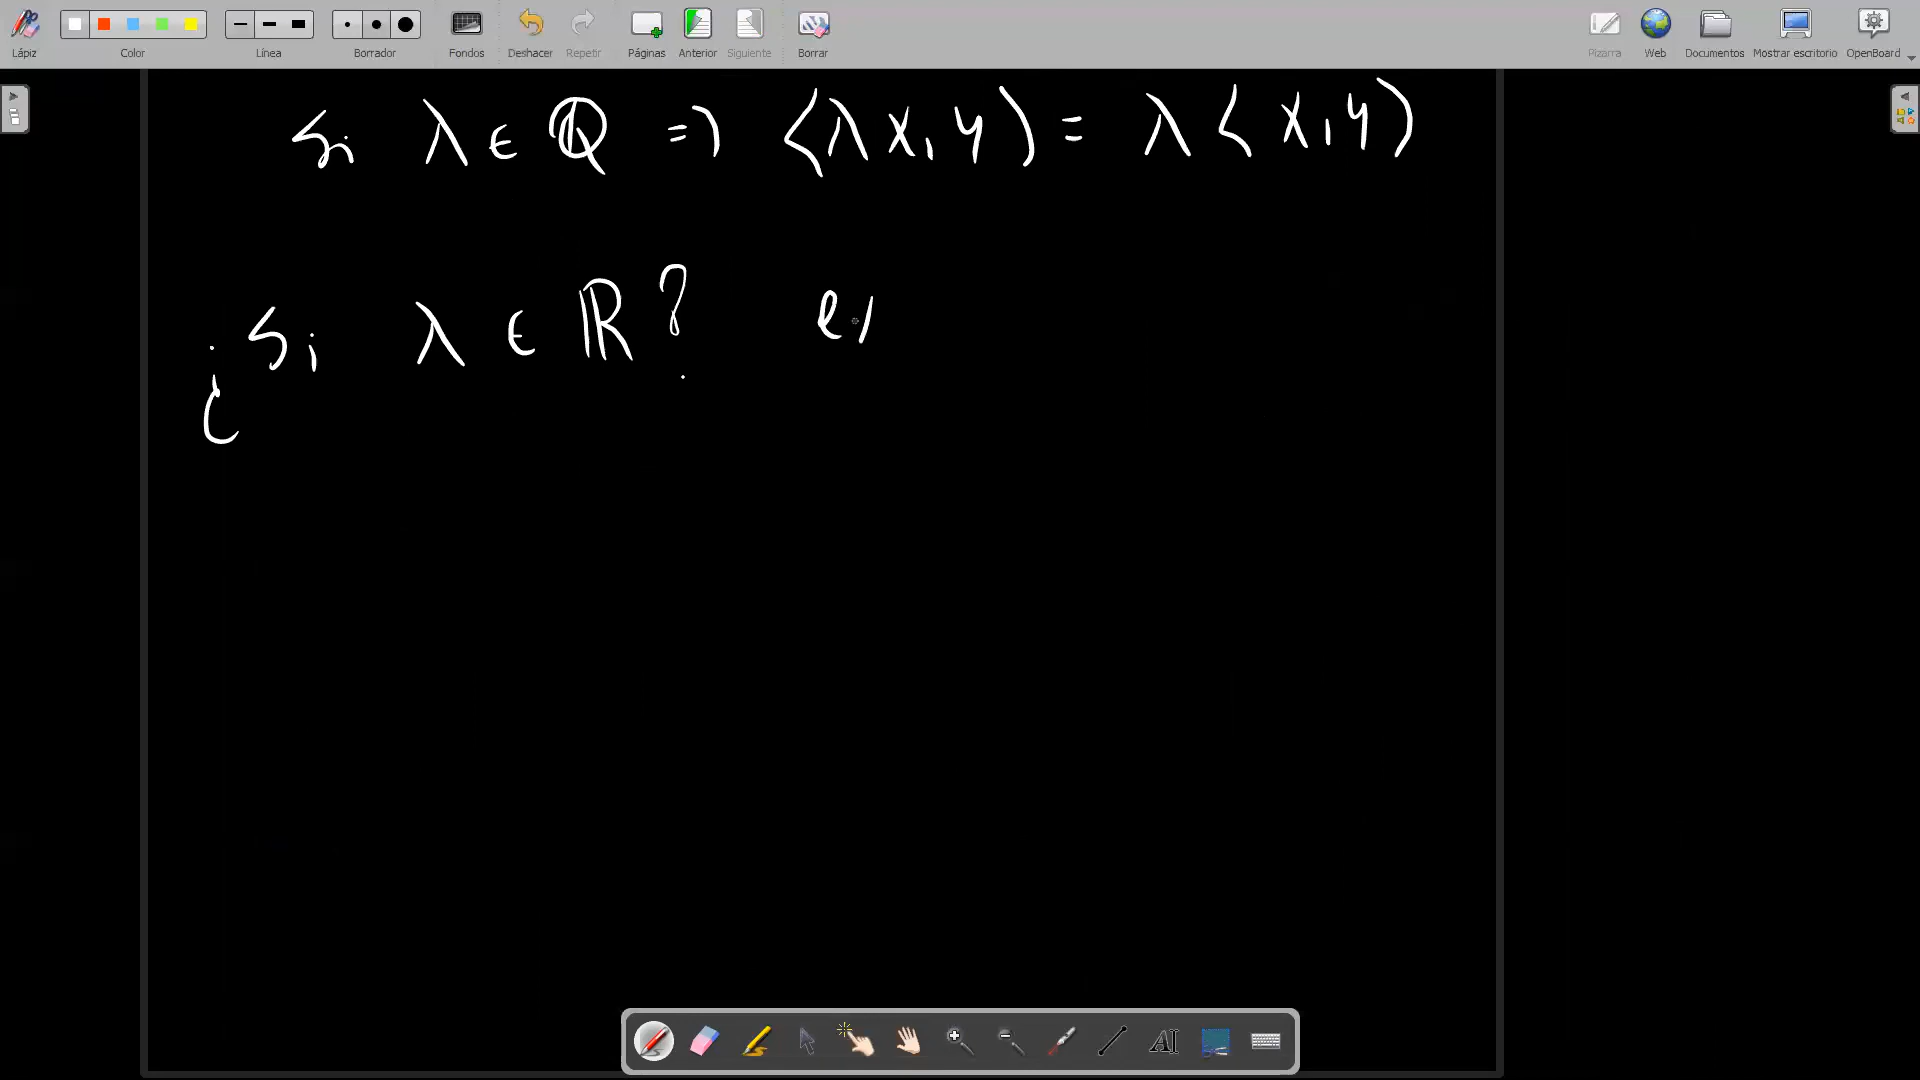 Lápiz Color Línea Borrador Fondos Deshacer Repetir Páginas Anterior Siguiente Borrar Pizarra Web Documentos Mostrar escritorio OpenBoard
Si λ ∈ ℚ => ⟨λx,y⟩ = λ⟨x,y⟩
¿Si λ ∈ ℝ?